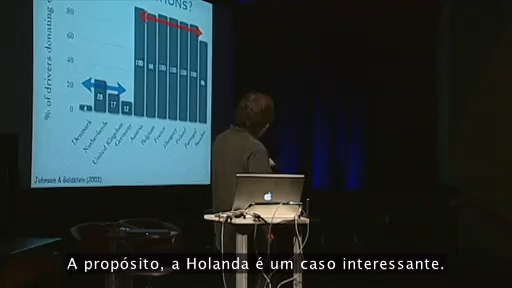 TIONS?
% of drivers donating o
80
60
40
20
0
4 28 17 12 100 98 100 100 100 100 86
Denmark
Netherlands
United Kingdom
Germany
Austria
Belgium
France
Hungary
Poland
Portugal
Sweden
Johnson & Goldstein (2003)
A propósito, a Holanda é um caso interessante.